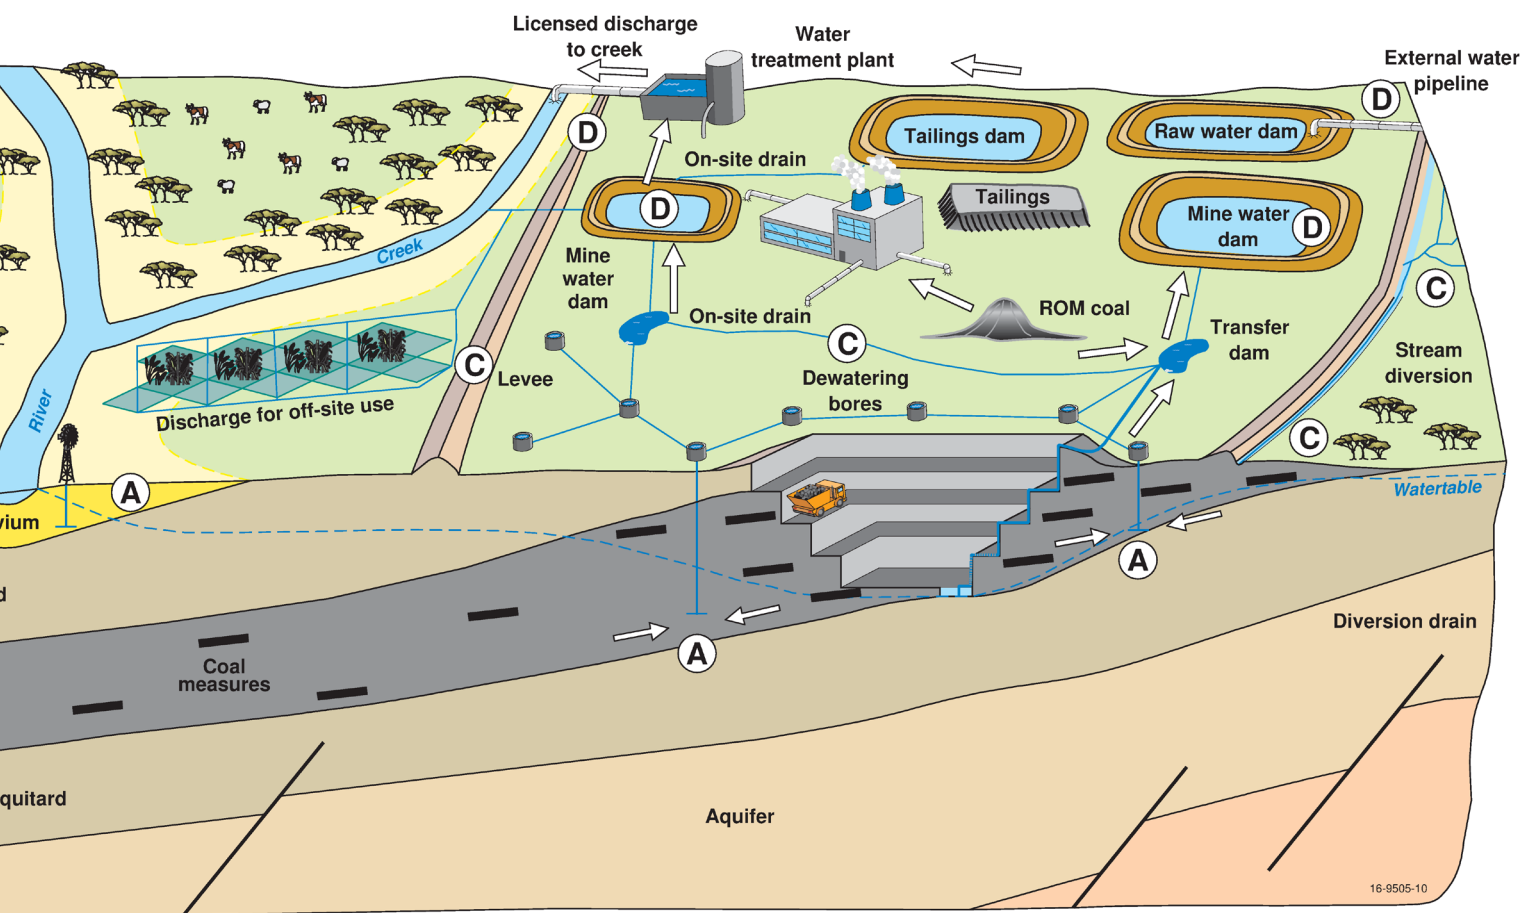 Licensed discharge
to creek
Water
treatment plant
External water
pipeline
D
D
Tailings dam
Raw water dam
On-site drain
Tailings
D
Mine water
dam
D
Creek
Mine
water
dam
C
On-site drain
ROM coal
Transfer
dam
C
Stream
diversion
C
Levee
Dewatering
bores
River
Discharge for off-site use
C
A
Watertable
vium
A
d
A
Diversion drain
Coal
measures
quitard
Aquifer
16-9505-10